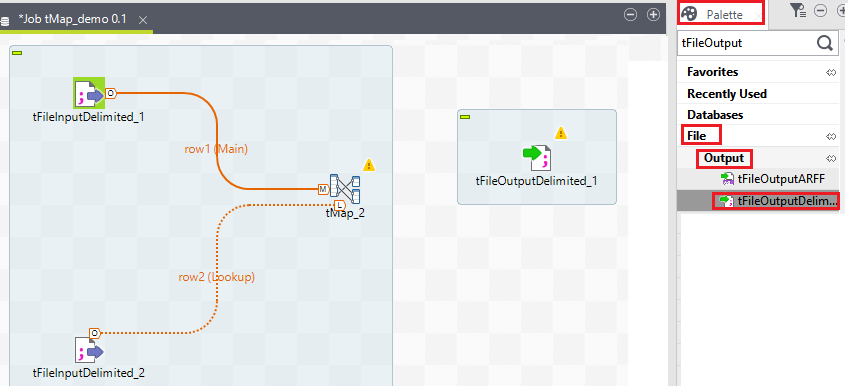 *Job tMap_demo 0.1
Palette
tFileOutput
Favorites
Recently Used
Databases
File
Output
tFileOutputARFF
tFileOutputDelim...
tFileInputDelimited_1
row1 (Main)
M
tMap_2
L
row2 (Lookup)
tFileInputDelimited_2
tFileOutputDelimited_1
O
O